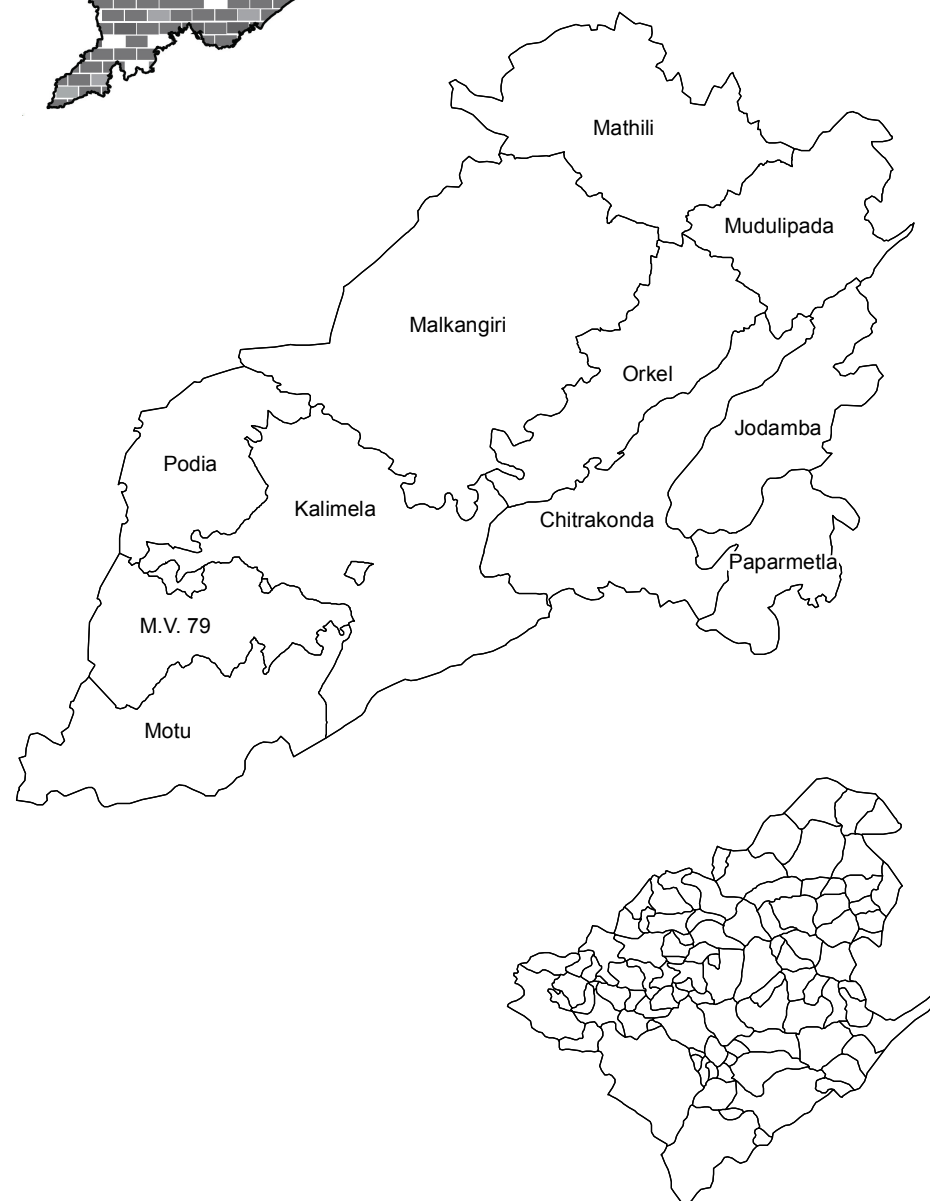 Mathili
Mudulipada
Malkangiri
Orkel
Jodamba
Podia
Kalimela
Chitrakonda
Paparmetla
M.V. 79
Motu